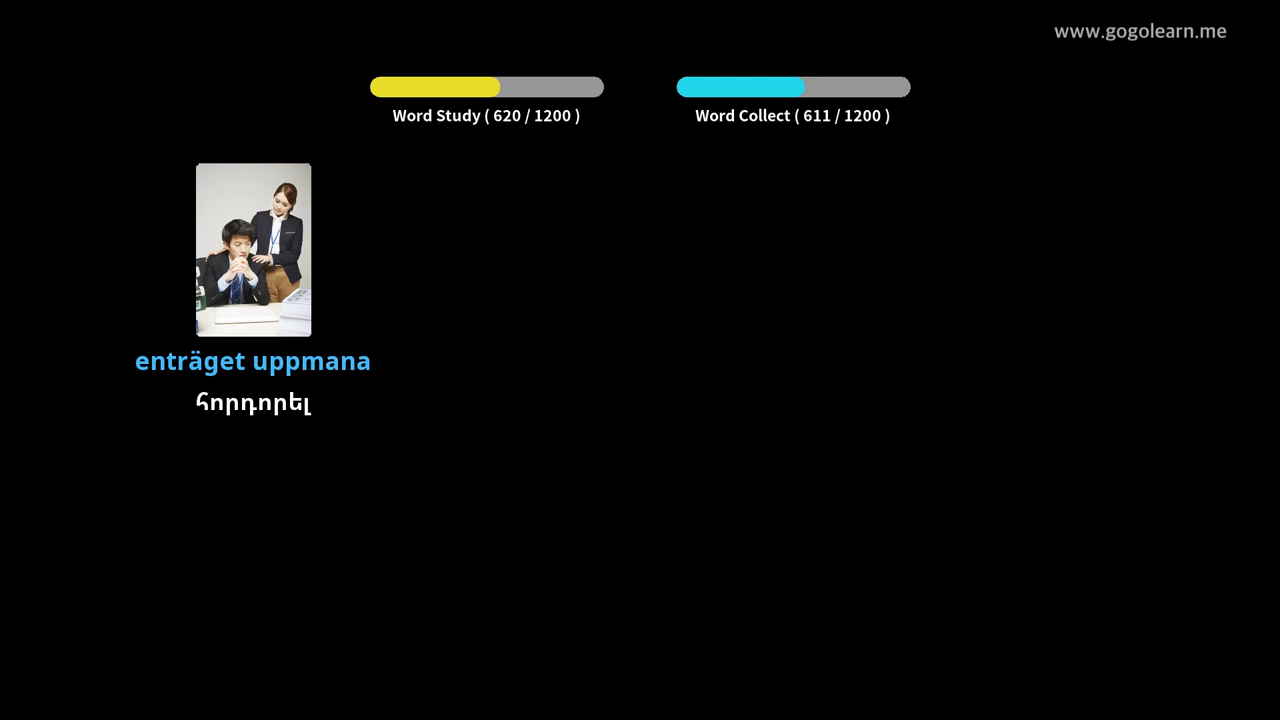 www.gogolearn.me
Word Study ( 620 / 1200 )
Word Collect ( 611 / 1200 )
enträget uppmana
հորդորել